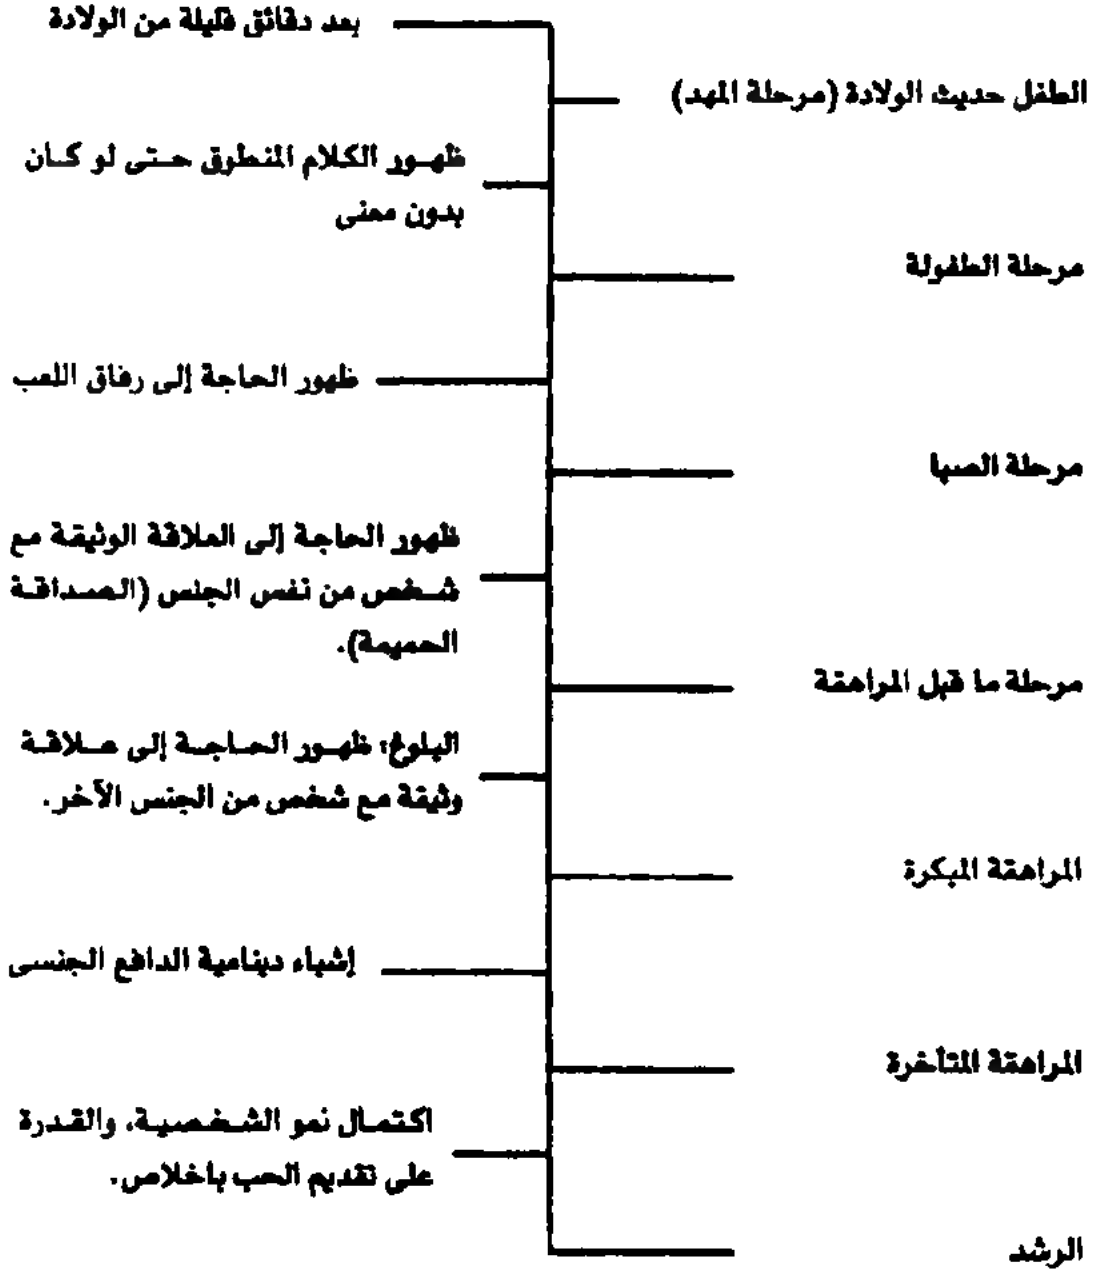 بعد دقائق قليلة من الولادة
الطفل حديث الولادة (مرحلة المهد)
ظهور الكلام المنطوق حتى لو كان
بدون معنى
مرحلة الطفولة
ظهور الحاجة إلى رفاق اللعب
مرحلة الصبا
ظهور الحاجة إلى العلاقة الوثيقة مع
شخص من نفس الجنس (الصداقة
الحميمة).
مرحلة ما قبل المراهقة
البلوغ؛ ظهور الحاجة إلى علاقة
وثيقة مع شخص من الجنس الآخر.
المراهقة المبكرة
إشباء دينامية الدافع الجنسى
المراهقة المتأخرة
اكتمال نمو الشخصية، والقدرة
على تقديم الحب بإخلاص.
الرشد